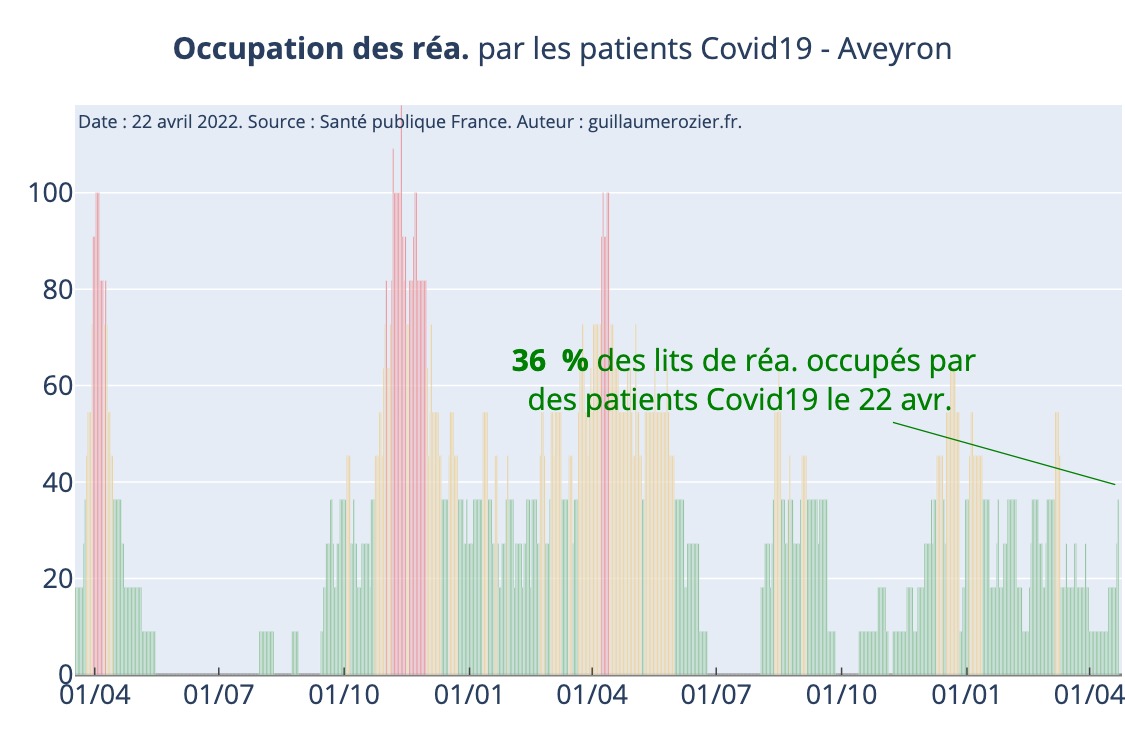 Occupation des réa. par les patients Covid19 - Aveyron
Date : 22 avril 2022. Source : Santé publique France. Auteur : guillaumerozier.fr.
100
80
60
40
20
0
36 % des lits de réa. occupés par
des patients Covid19 le 22 avr.
01/04 01/07 01/10 01/01 01/04 01/07 01/10 01/01 01/04